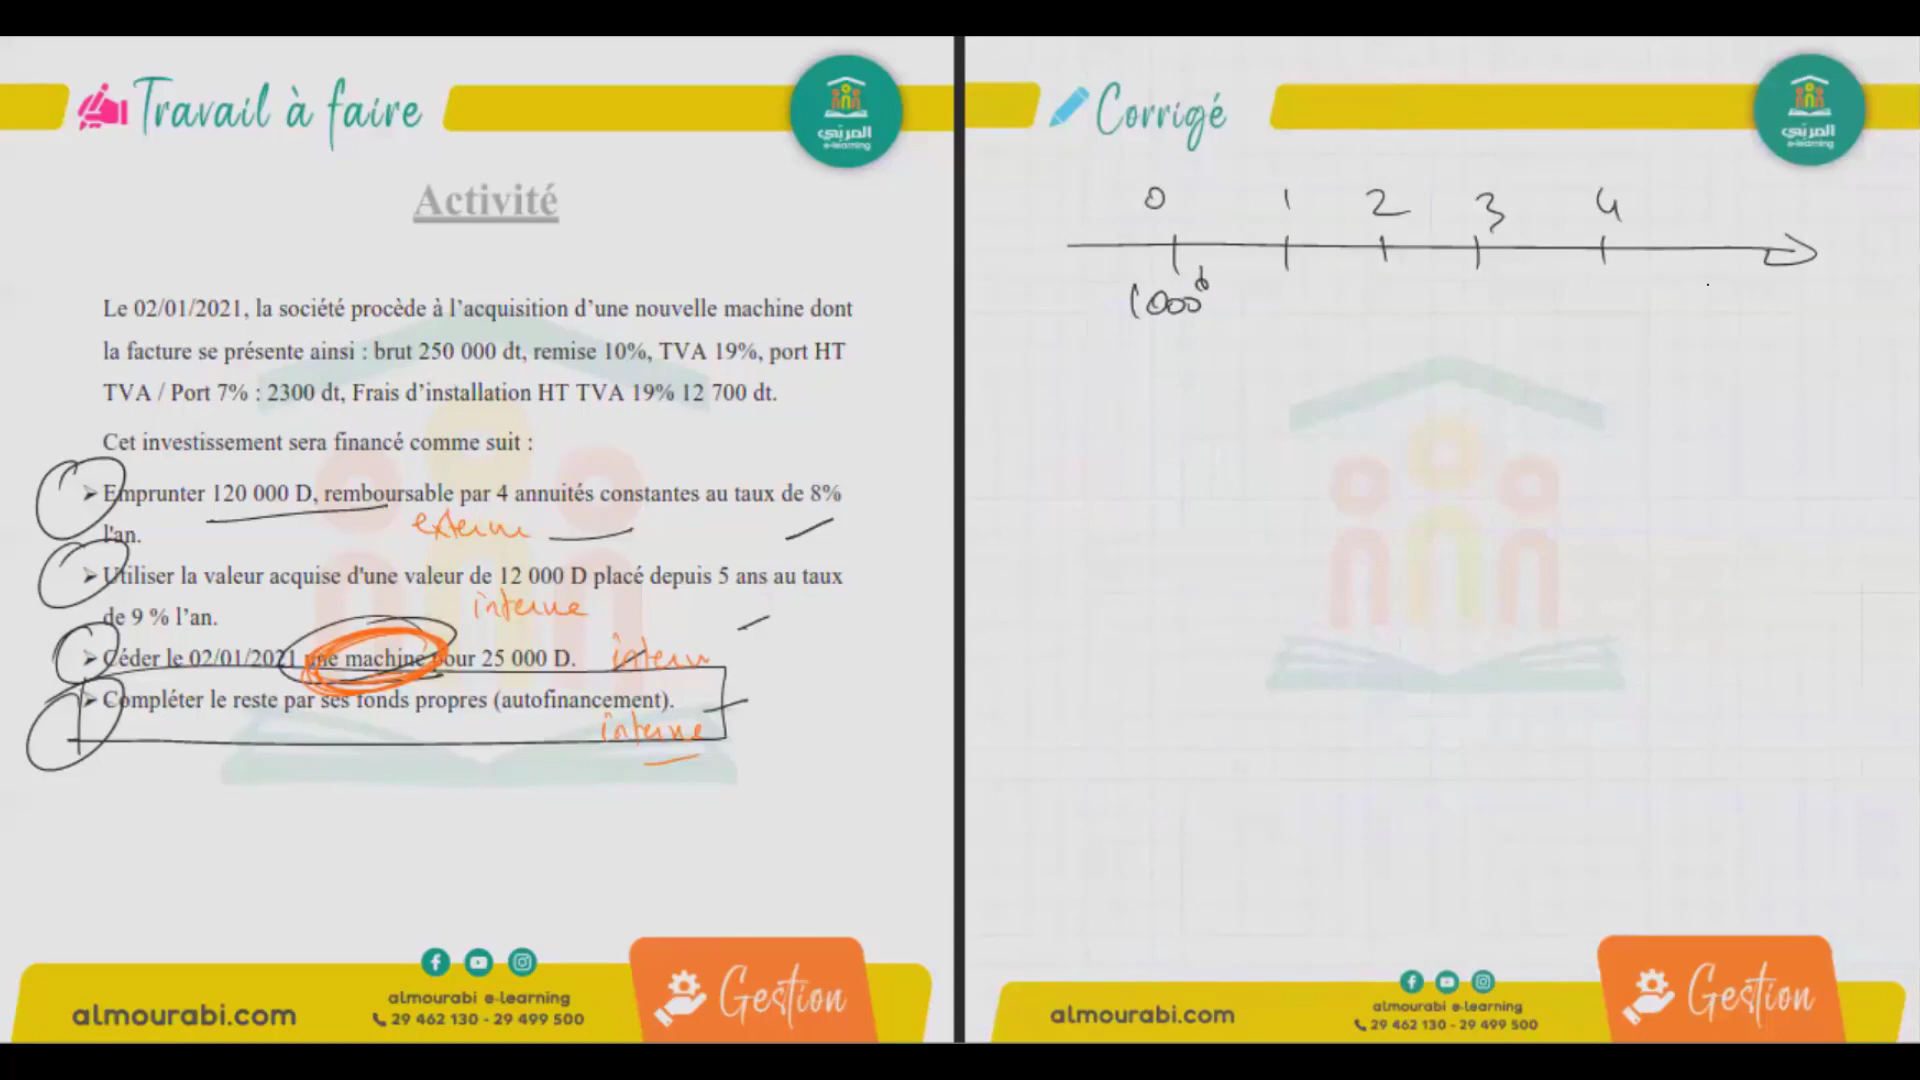 Travail à faire
المربّي
e-learning
Activité
Le 02/01/2021, la société procède à l’acquisition d’une nouvelle machine dont
la facture se présente ainsi : brut 250 000 dt, remise 10%, TVA 19%, port HT
TVA / Port 7% : 2300 dt, Frais d’installation HT TVA 19% 12 700 dt.
Cet investissement sera financé comme suit :
➢ Emprunter 120 000 D, remboursable par 4 annuités constantes au taux de 8%
externe
l'an.
➢ Utiliser la valeur acquise d'une valeur de 12 000 D placé depuis 5 ans au taux
interne
de 9 % l’an.
➢ Céder le 02/01/2021 une machine pour 25 000 D. intern
➢ Compléter le reste par ses fonds propres (autofinancement).
interne
almourabi.com
almourabi e-learning
29 462 130 - 29 499 500
Gestion
Corrigé
المربّي
e-learning
0 1 2 3 4
1000
almourabi.com
almourabi e-learning
29 462 130 - 29 499 500
Gestion